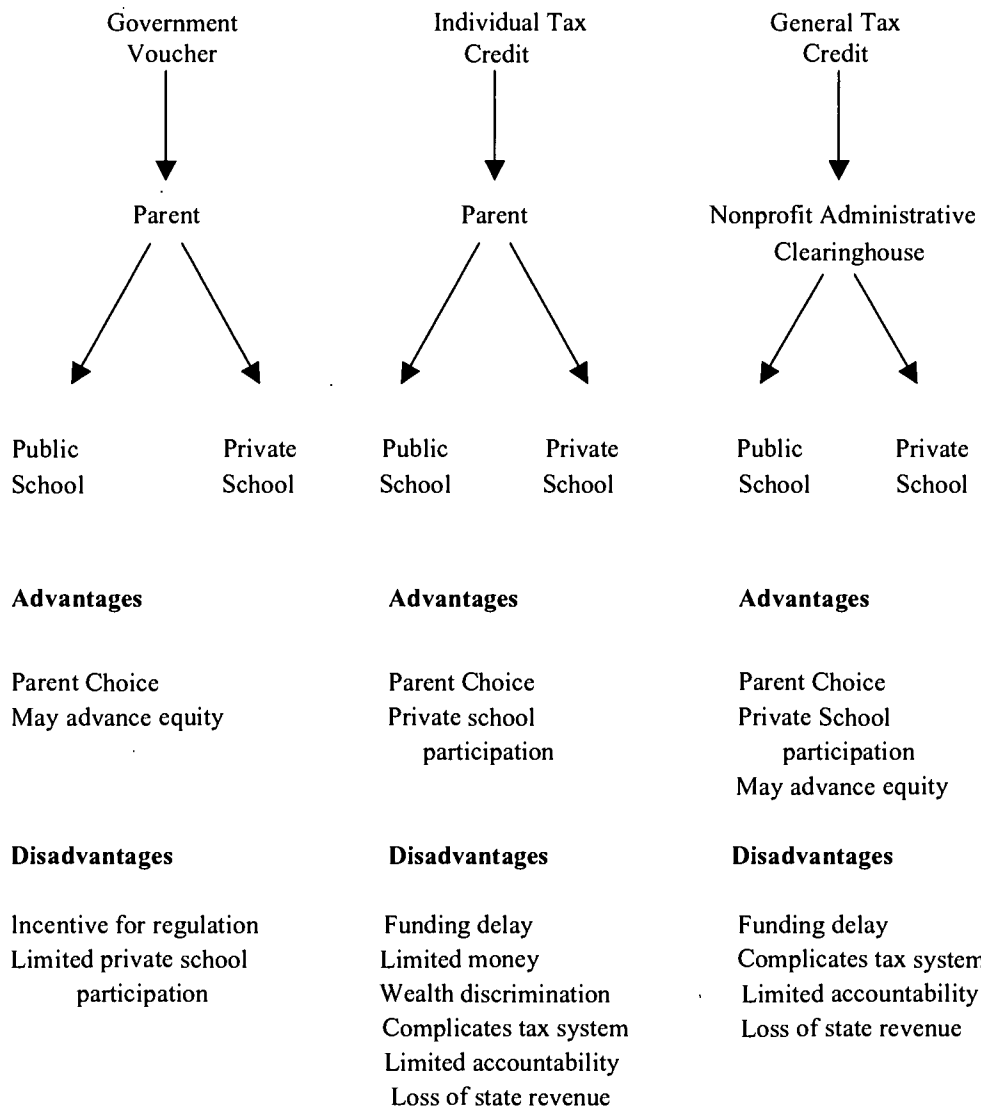 Government
Voucher
Individual Tax
Credit
General Tax
Credit
Parent
Parent
Nonprofit Administrative
Clearinghouse
Public
School
Private
School
Public
School
Private
School
Public
School
Private
School
Advantages
Parent Choice
May advance equity
Advantages
Parent Choice
Private school
participation
Advantages
Parent Choice
Private School
participation
May advance equity
Disadvantages
Incentive for regulation
Limited private school
participation
Disadvantages
Funding delay
Limited money
Wealth discrimination
Complicates tax system
Limited accountability
Loss of state revenue
Disadvantages
Funding delay
Complicates tax system
Limited accountability
Loss of state revenue